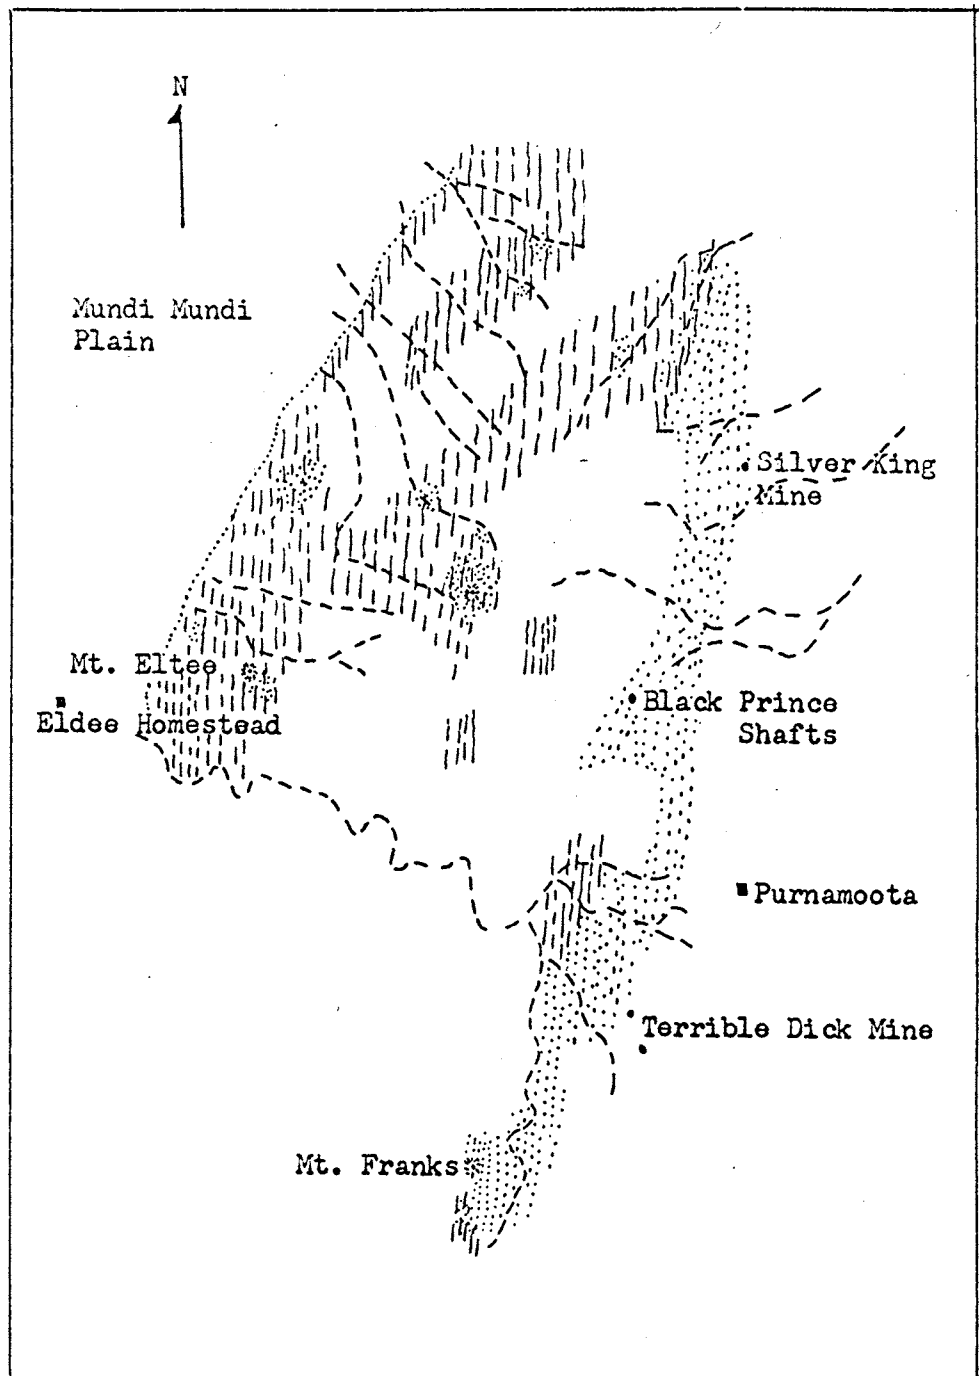 N
Mundi Mundi
Plain
Silver King
Mine
Mt. Eltee
Eldee Homestead
Black Prince
Shafts
Purnamoota
Terrible Dick Mine
Mt. Franks